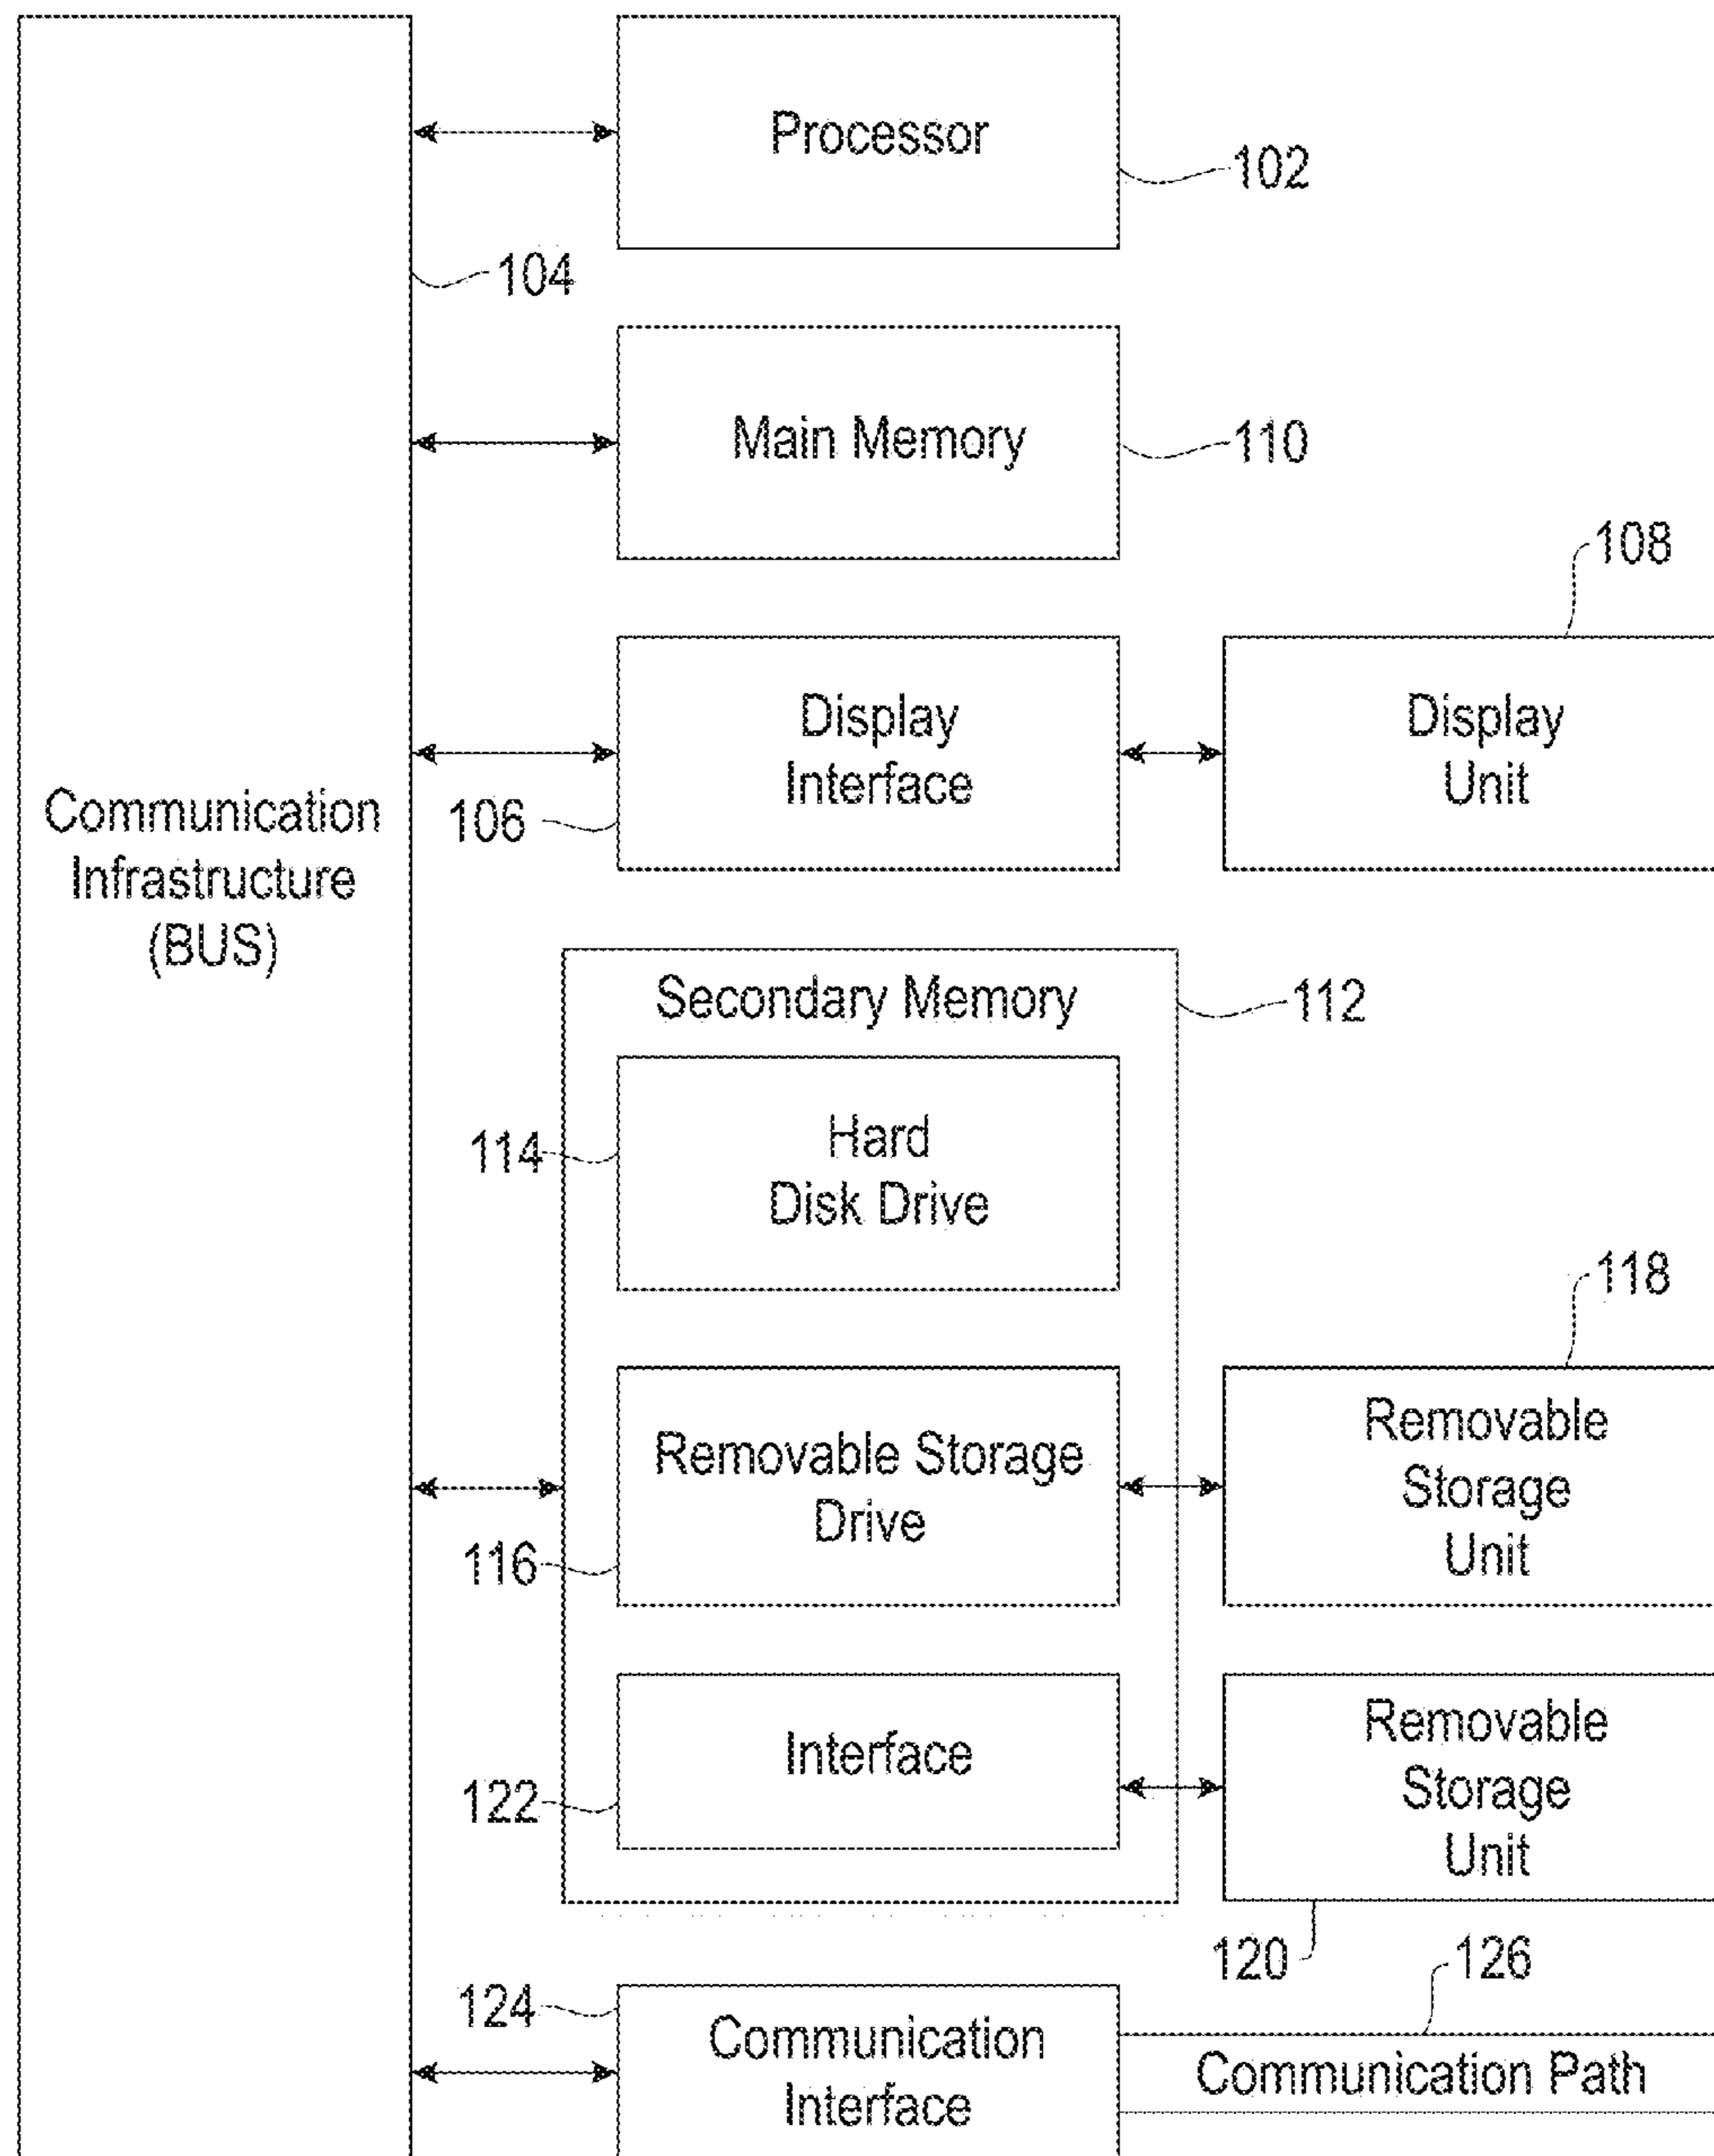 Processor
102
104
Main Memory
110
108
Display
Interface
106
Display
Unit
Communication
Infrastructure
(BUS)
Secondary Memory
112
Hard
Disk Drive
114
118
Removable Storage
Drive
116
Removable
Storage
Unit
Interface
122
Removable
Storage
Unit
120
126
124
Communication
Interface
Communication Path